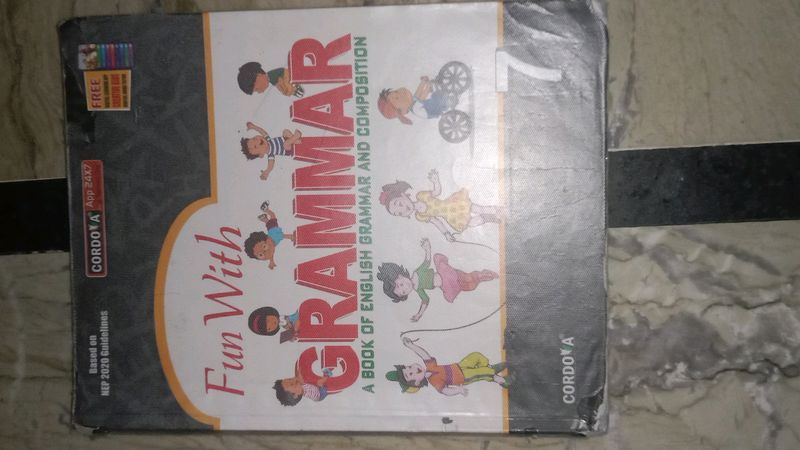 Based on
NEP 2020 Guidelines
CORDOVA App 24X7
FREE
Fun With
GRAMMAR
A BOOK OF ENGLISH GRAMMAR AND COMPOSITION
7
CORDOVA